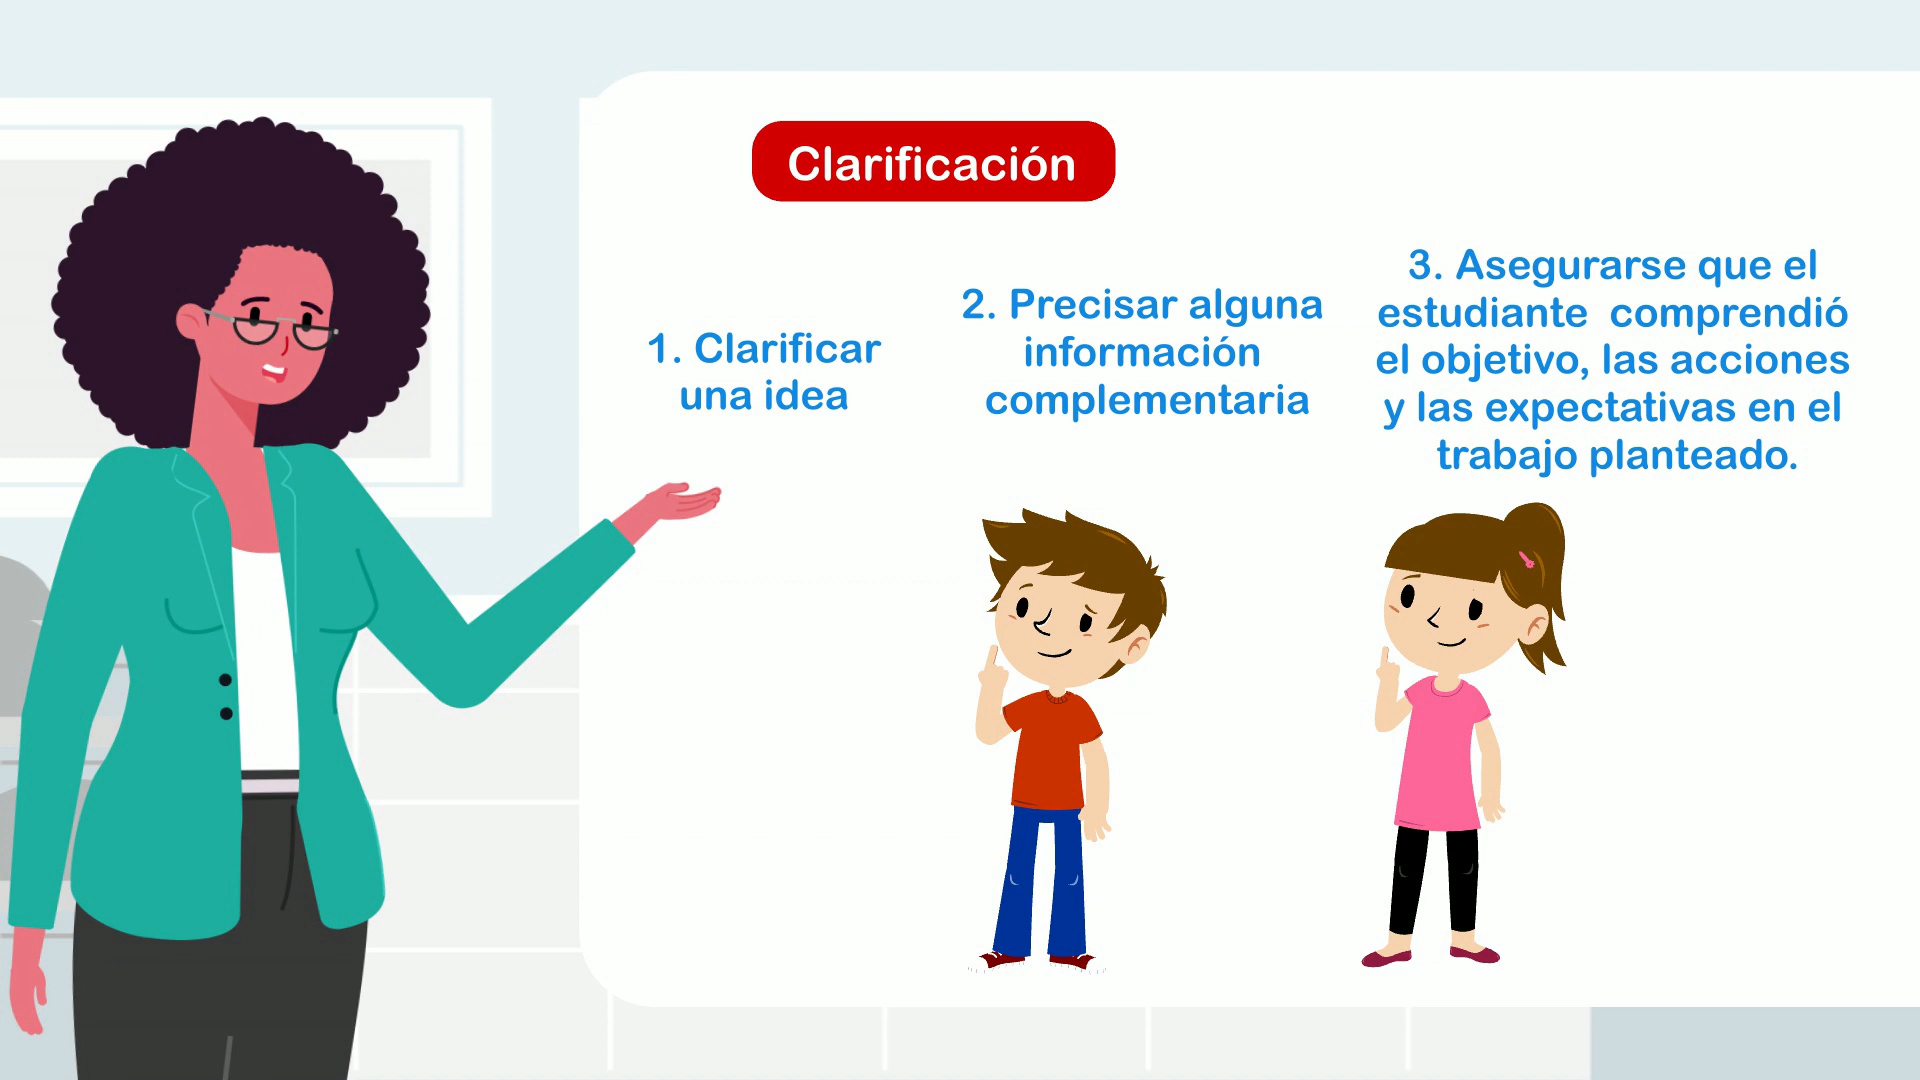 Clarificación
1. Clarificar
una idea
2. Precisar alguna
información
complementaria
3. Asegurarse que el
estudiante comprendió
el objetivo, las acciones
y las expectativas en el
trabajo planteado.